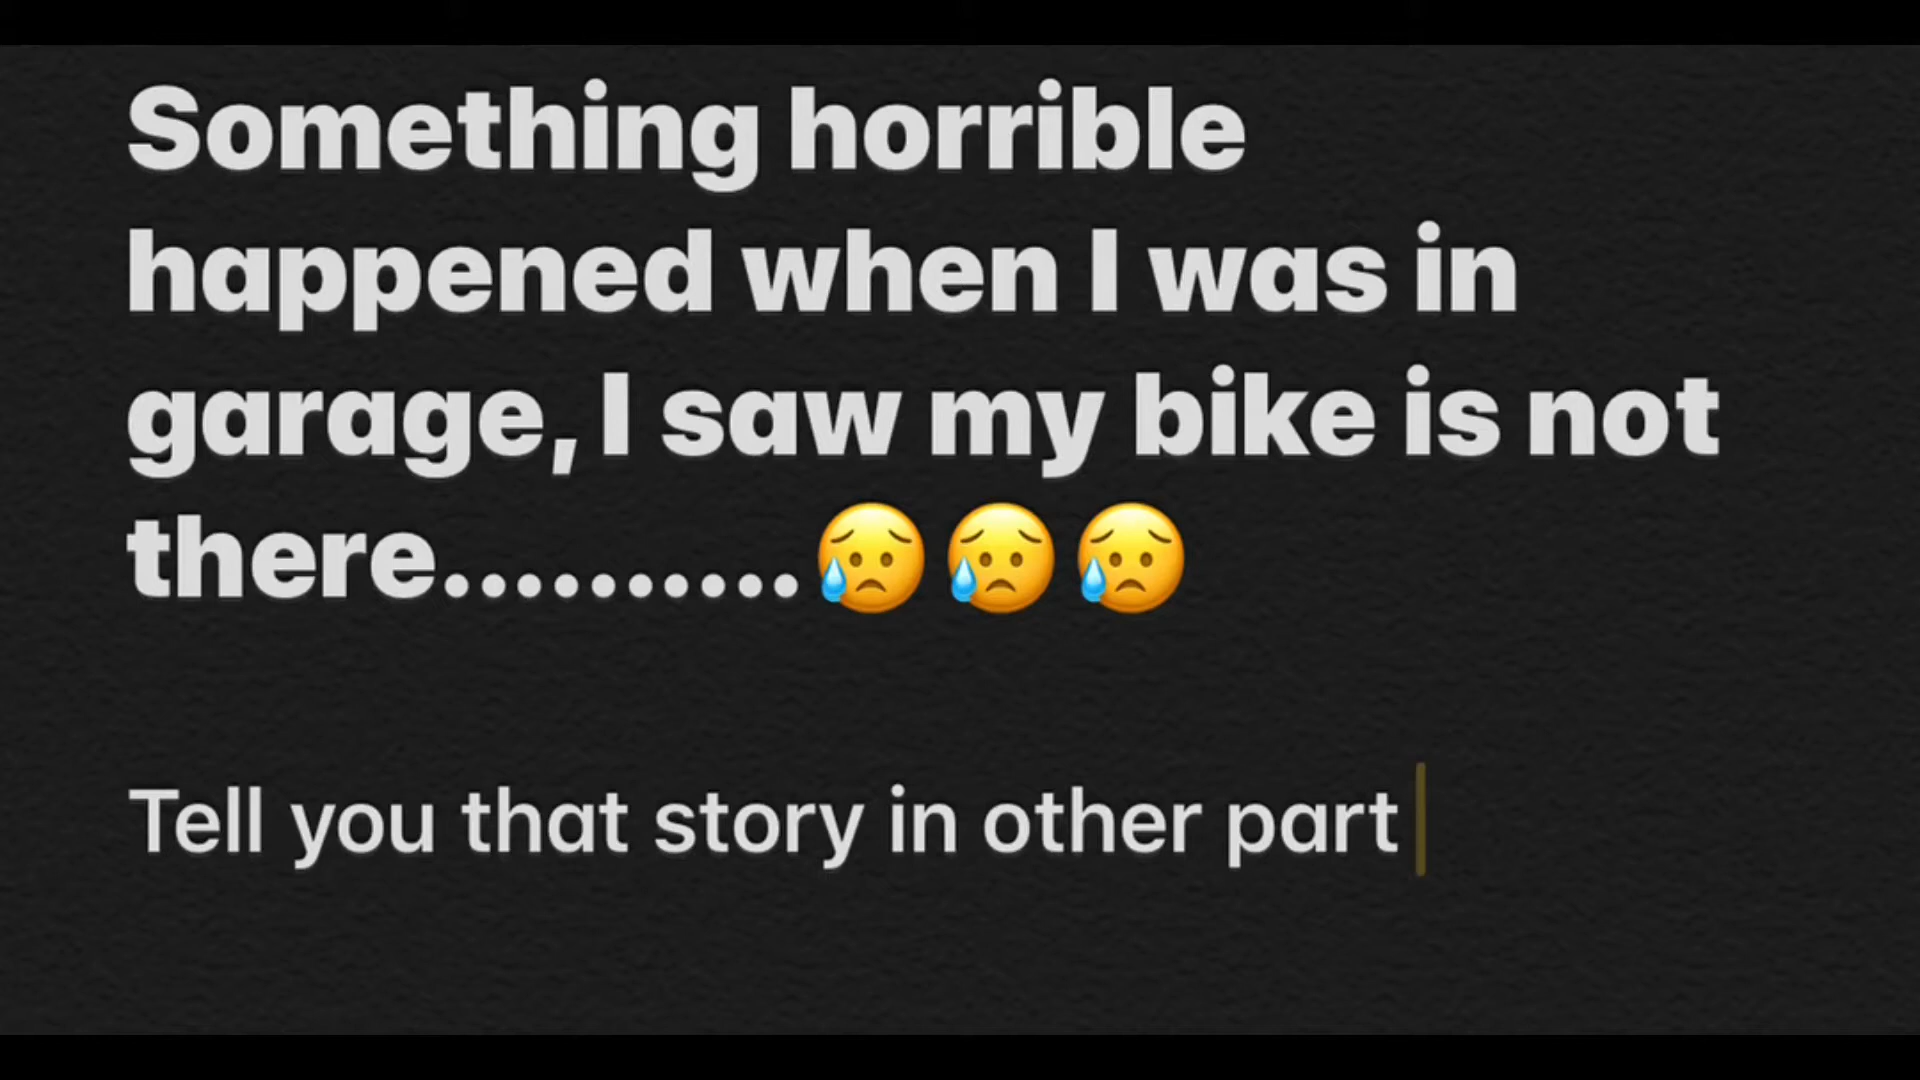 Something horrible
happened when I was in
garage, I saw my bike is not
there..........😥😥😥
Tell you that story in other part